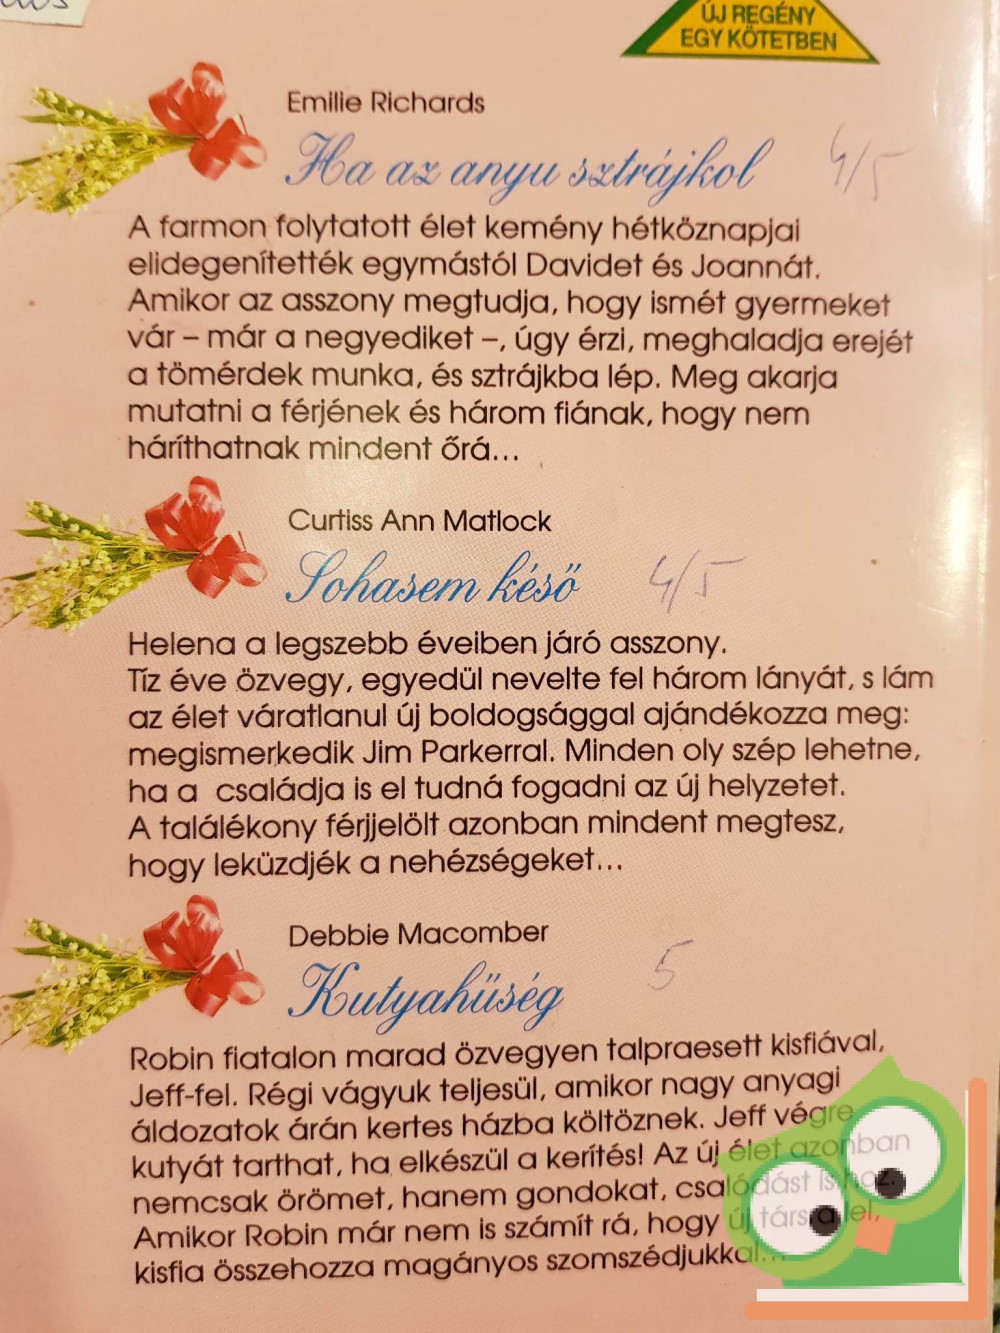 ÚJ REGÉNY
EGY KÖTETBEN
Emilie Richards
Ha az anyu sztrájkol 4/5
A farmon folytatott élet kemény hétköznapjai
elidegenítették egymástól Davidet és Joannát.
Amikor az asszony megtudja, hogy ismét gyermeket
vár – már a negyediket –, úgy érzi, meghaladja erejét
a tömérdek munka, és sztrájkba lép. Meg akarja
mutatni a férjének és három fiának, hogy nem
háríthatnak mindent őrá...
Curtiss Ann Matlock
Sohasem késő 4/5
Helena a legszebb éveiben járó asszony.
Tíz éve özvegy, egyedül nevelte fel három lányát, s lám
az élet váratlanul új boldogsággal ajándékozza meg:
megismerkedik Jim Parkerral. Minden oly szép lehetne,
ha a családja is el tudná fogadni az új helyzetet.
A találékony férjjelölt azonban mindent megtesz,
hogy leküzdjék a nehézségeket...
Debbie Macomber
Kutyahűség 5
Robin fiatalon marad özvegyen talpraesett kisfiával,
Jeff-fel. Régi vágyuk teljesül, amikor nagy anyagi
áldozatok árán kertes házba költöznek. Jeff végre
kutyát tarthat, ha elkészül a kerítés! Az új élet azonban
nemcsak örömet, hanem gondokat, csalódást is hoz.
Amikor Robin már nem is számít rá, hogy új társra lel,
kisfia összehozza magányos szomszédjukkal...